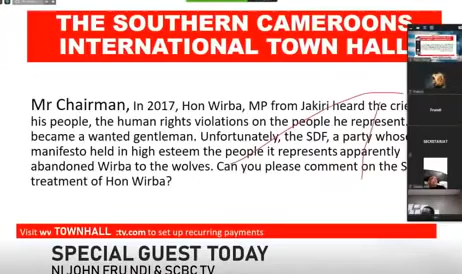 THE SOUTHERN CAMEROONS
INTERNATIONAL TOWN HALL
Mr Chairman, In 2017, Hon Wirba, MP from Jakiri heard the crie
his people, the human rights violations on the people he represent.
became a wanted gentleman. Unfortunately, the SDF, a party whose
manifesto held in high esteem the people it represents apparently
abandoned Wirba to the wolves. Can you please comment on the S
treatment of Hon Wirba?
SECRETARIAT
Visit wv TOWNHALL :tv.com to set up recurring payments
SPECIAL GUEST TODAY
NI JOHN FRU NDI & SCBC TV